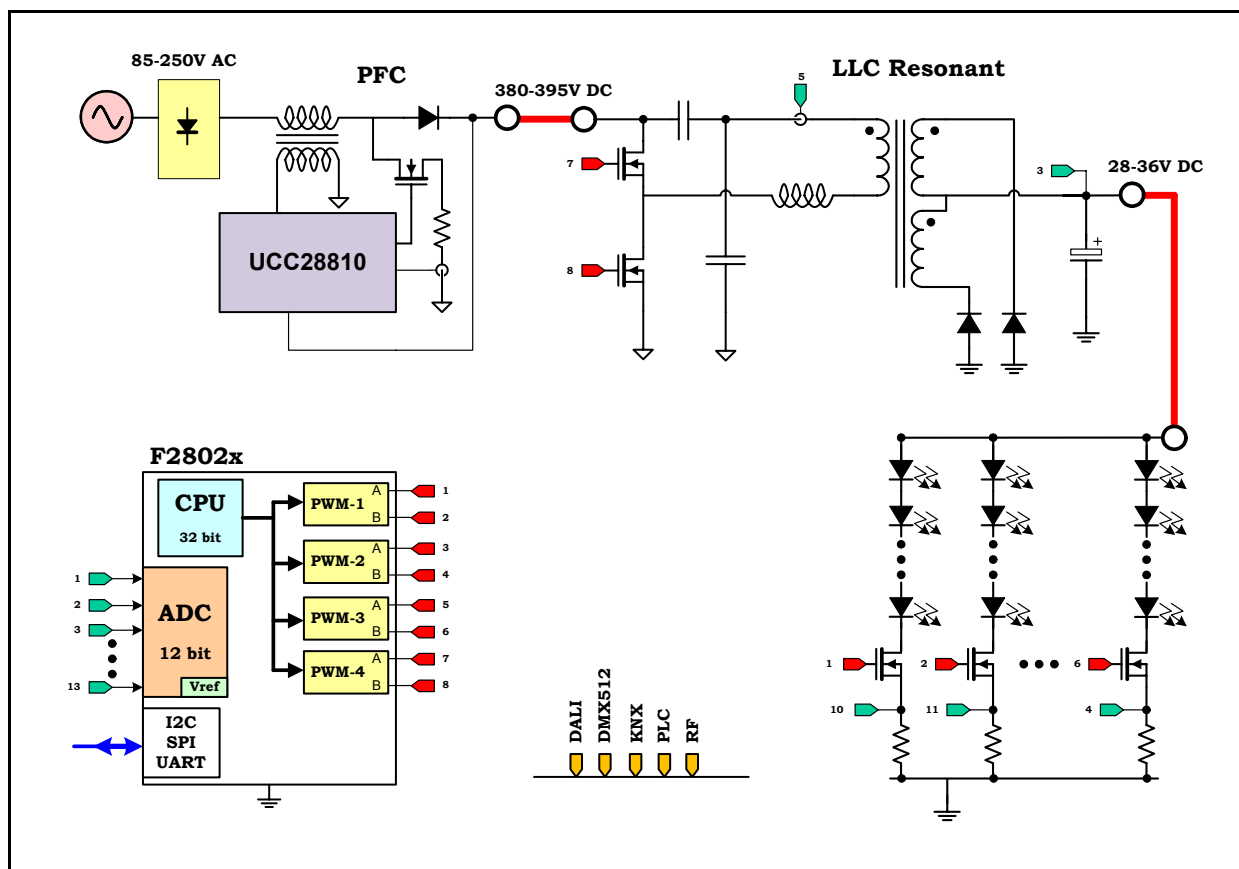 85-250V AC
PFC
380-395V DC
LLC Resonant
5
3
28-36V DC
7
8
UCC28810
+
F2802x
CPU
32 bit
PWM-1
A
B
1
2
PWM-2
A
B
3
4
PWM-3
A
B
5
6
PWM-4
A
B
7
8
1
2
3
13
ADC
12 bit
Vref
I2C
SPI
UART
DALI
DMX512
KNX
PLC
RF
1
2
6
10
11
4